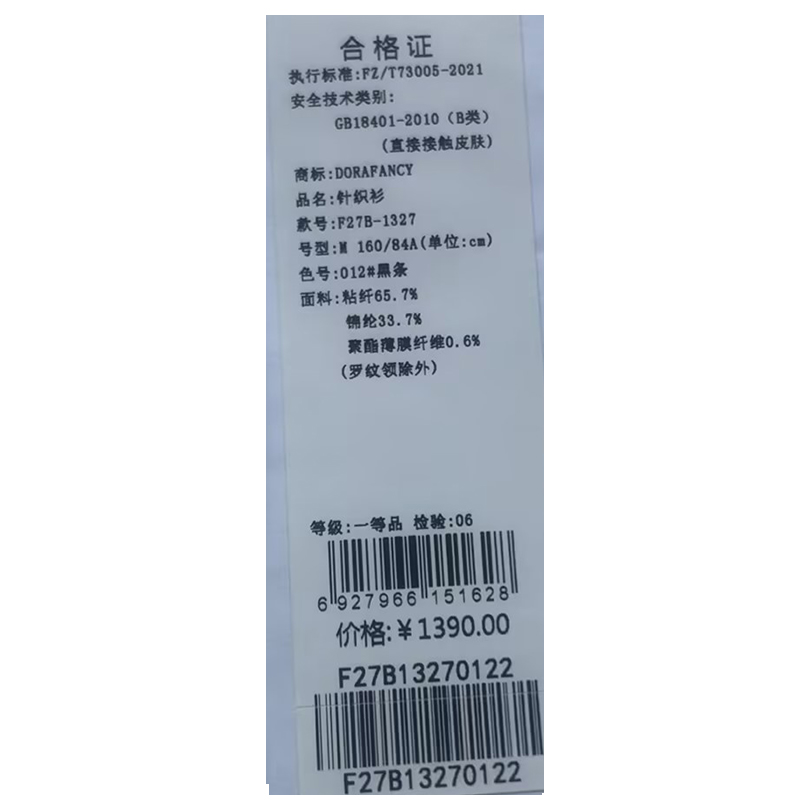 合格证
执行标准:FZ/T73005-2021
安全技术类别:
GB18401-2010（B类）
(直接接触皮肤)
商标:DORAFANCY
品名:针织衫
款号:F27B-1327
号型:M 160/84A(单位:cm)
色号:012#黑条
面料:粘纤65.7%
锦纶33.7%
聚酯薄膜纤维0.6%
(罗纹领除外)
等级:一等品 检验:06
6 927966 151628
价格:￥1390.00
F27B13270122
F27B13270122